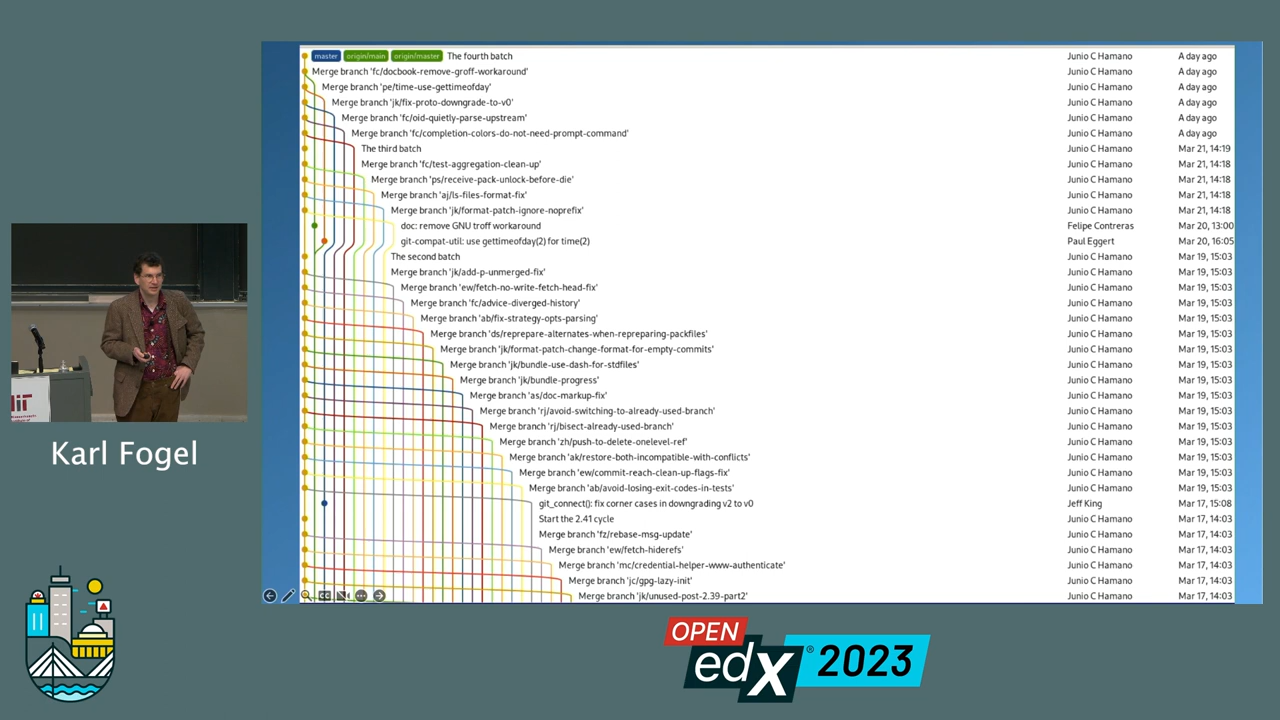 master origin/main origin/master The fourth batch Junio C Hamano A day ago
Merge branch 'fc/docbook-remove-groff-workaround' Junio C Hamano A day ago
Merge branch 'pe/time-use-gettimeofday' Junio C Hamano A day ago
Merge branch 'jk/fix-proto-downgrade-to-v0' Junio C Hamano A day ago
Merge branch 'fc/oid-quietly-parse-upstream' Junio C Hamano A day ago
Merge branch 'fc/completion-colors-do-not-need-prompt-command' Junio C Hamano A day ago
The third batch Junio C Hamano Mar 21, 14:19
Merge branch 'fc/test-aggregation-clean-up' Junio C Hamano Mar 21, 14:18
Merge branch 'ps/receive-pack-unlock-before-die' Junio C Hamano Mar 21, 14:18
Merge branch 'aj/ls-files-format-fix' Junio C Hamano Mar 21, 14:18
Merge branch 'jk/format-patch-ignore-noprefix' Junio C Hamano Mar 21, 14:18
doc: remove GNU troff workaround Felipe Contreras Mar 20, 13:00
git-compat-util: use gettimeofday(2) for time(2) Paul Eggert Mar 20, 16:05
The second batch Junio C Hamano Mar 19, 15:03
Merge branch 'jk/add-p-unmerged-fix' Junio C Hamano Mar 19, 15:03
Merge branch 'ew/fetch-no-write-fetch-head-fix' Junio C Hamano Mar 19, 15:03
Merge branch 'fc/advice-diverged-history' Junio C Hamano Mar 19, 15:03
Merge branch 'ab/fix-strategy-opts-parsing' Junio C Hamano Mar 19, 15:03
Merge branch 'ds/reprepare-alternates-when-repreparing-packfiles' Junio C Hamano Mar 19, 15:03
Merge branch 'jk/format-patch-change-format-for-empty-commits' Junio C Hamano Mar 19, 15:03
Merge branch 'jk/bundle-use-dash-for-stdfiles' Junio C Hamano Mar 19, 15:03
Merge branch 'jk/bundle-progress' Junio C Hamano Mar 19, 15:03
Merge branch 'as/doc-markup-fix' Junio C Hamano Mar 19, 15:03
Merge branch 'rj/avoid-switching-to-already-used-branch' Junio C Hamano Mar 19, 15:03
Merge branch 'rj/bisect-already-used-branch' Junio C Hamano Mar 19, 15:03
Merge branch 'zh/push-to-delete-onelevel-ref' Junio C Hamano Mar 19, 15:03
Merge branch 'ak/restore-both-incompatible-with-conflicts' Junio C Hamano Mar 19, 15:03
Merge branch 'ew/commit-reach-clean-up-flags-fix' Junio C Hamano Mar 19, 15:03
Merge branch 'ab/avoid-losing-exit-codes-in-tests' Junio C Hamano Mar 19, 15:03
git_connect(): fix corner cases in downgrading v2 to v0 Jeff King Mar 17, 15:08
Start the 2.41 cycle Junio C Hamano Mar 17, 14:03
Merge branch 'fz/rebase-msg-update' Junio C Hamano Mar 17, 14:03
Merge branch 'ew/fetch-hiderefs' Junio C Hamano Mar 17, 14:03
Merge branch 'mc/credential-helper-www-authenticate' Junio C Hamano Mar 17, 14:03
Merge branch 'jc/gpg-lazy-init' Junio C Hamano Mar 17, 14:03
Merge branch 'jk/unused-post-2.39-part2' Junio C Hamano Mar 17, 14:03
Karl Fogel
OPEN
edX® 2023